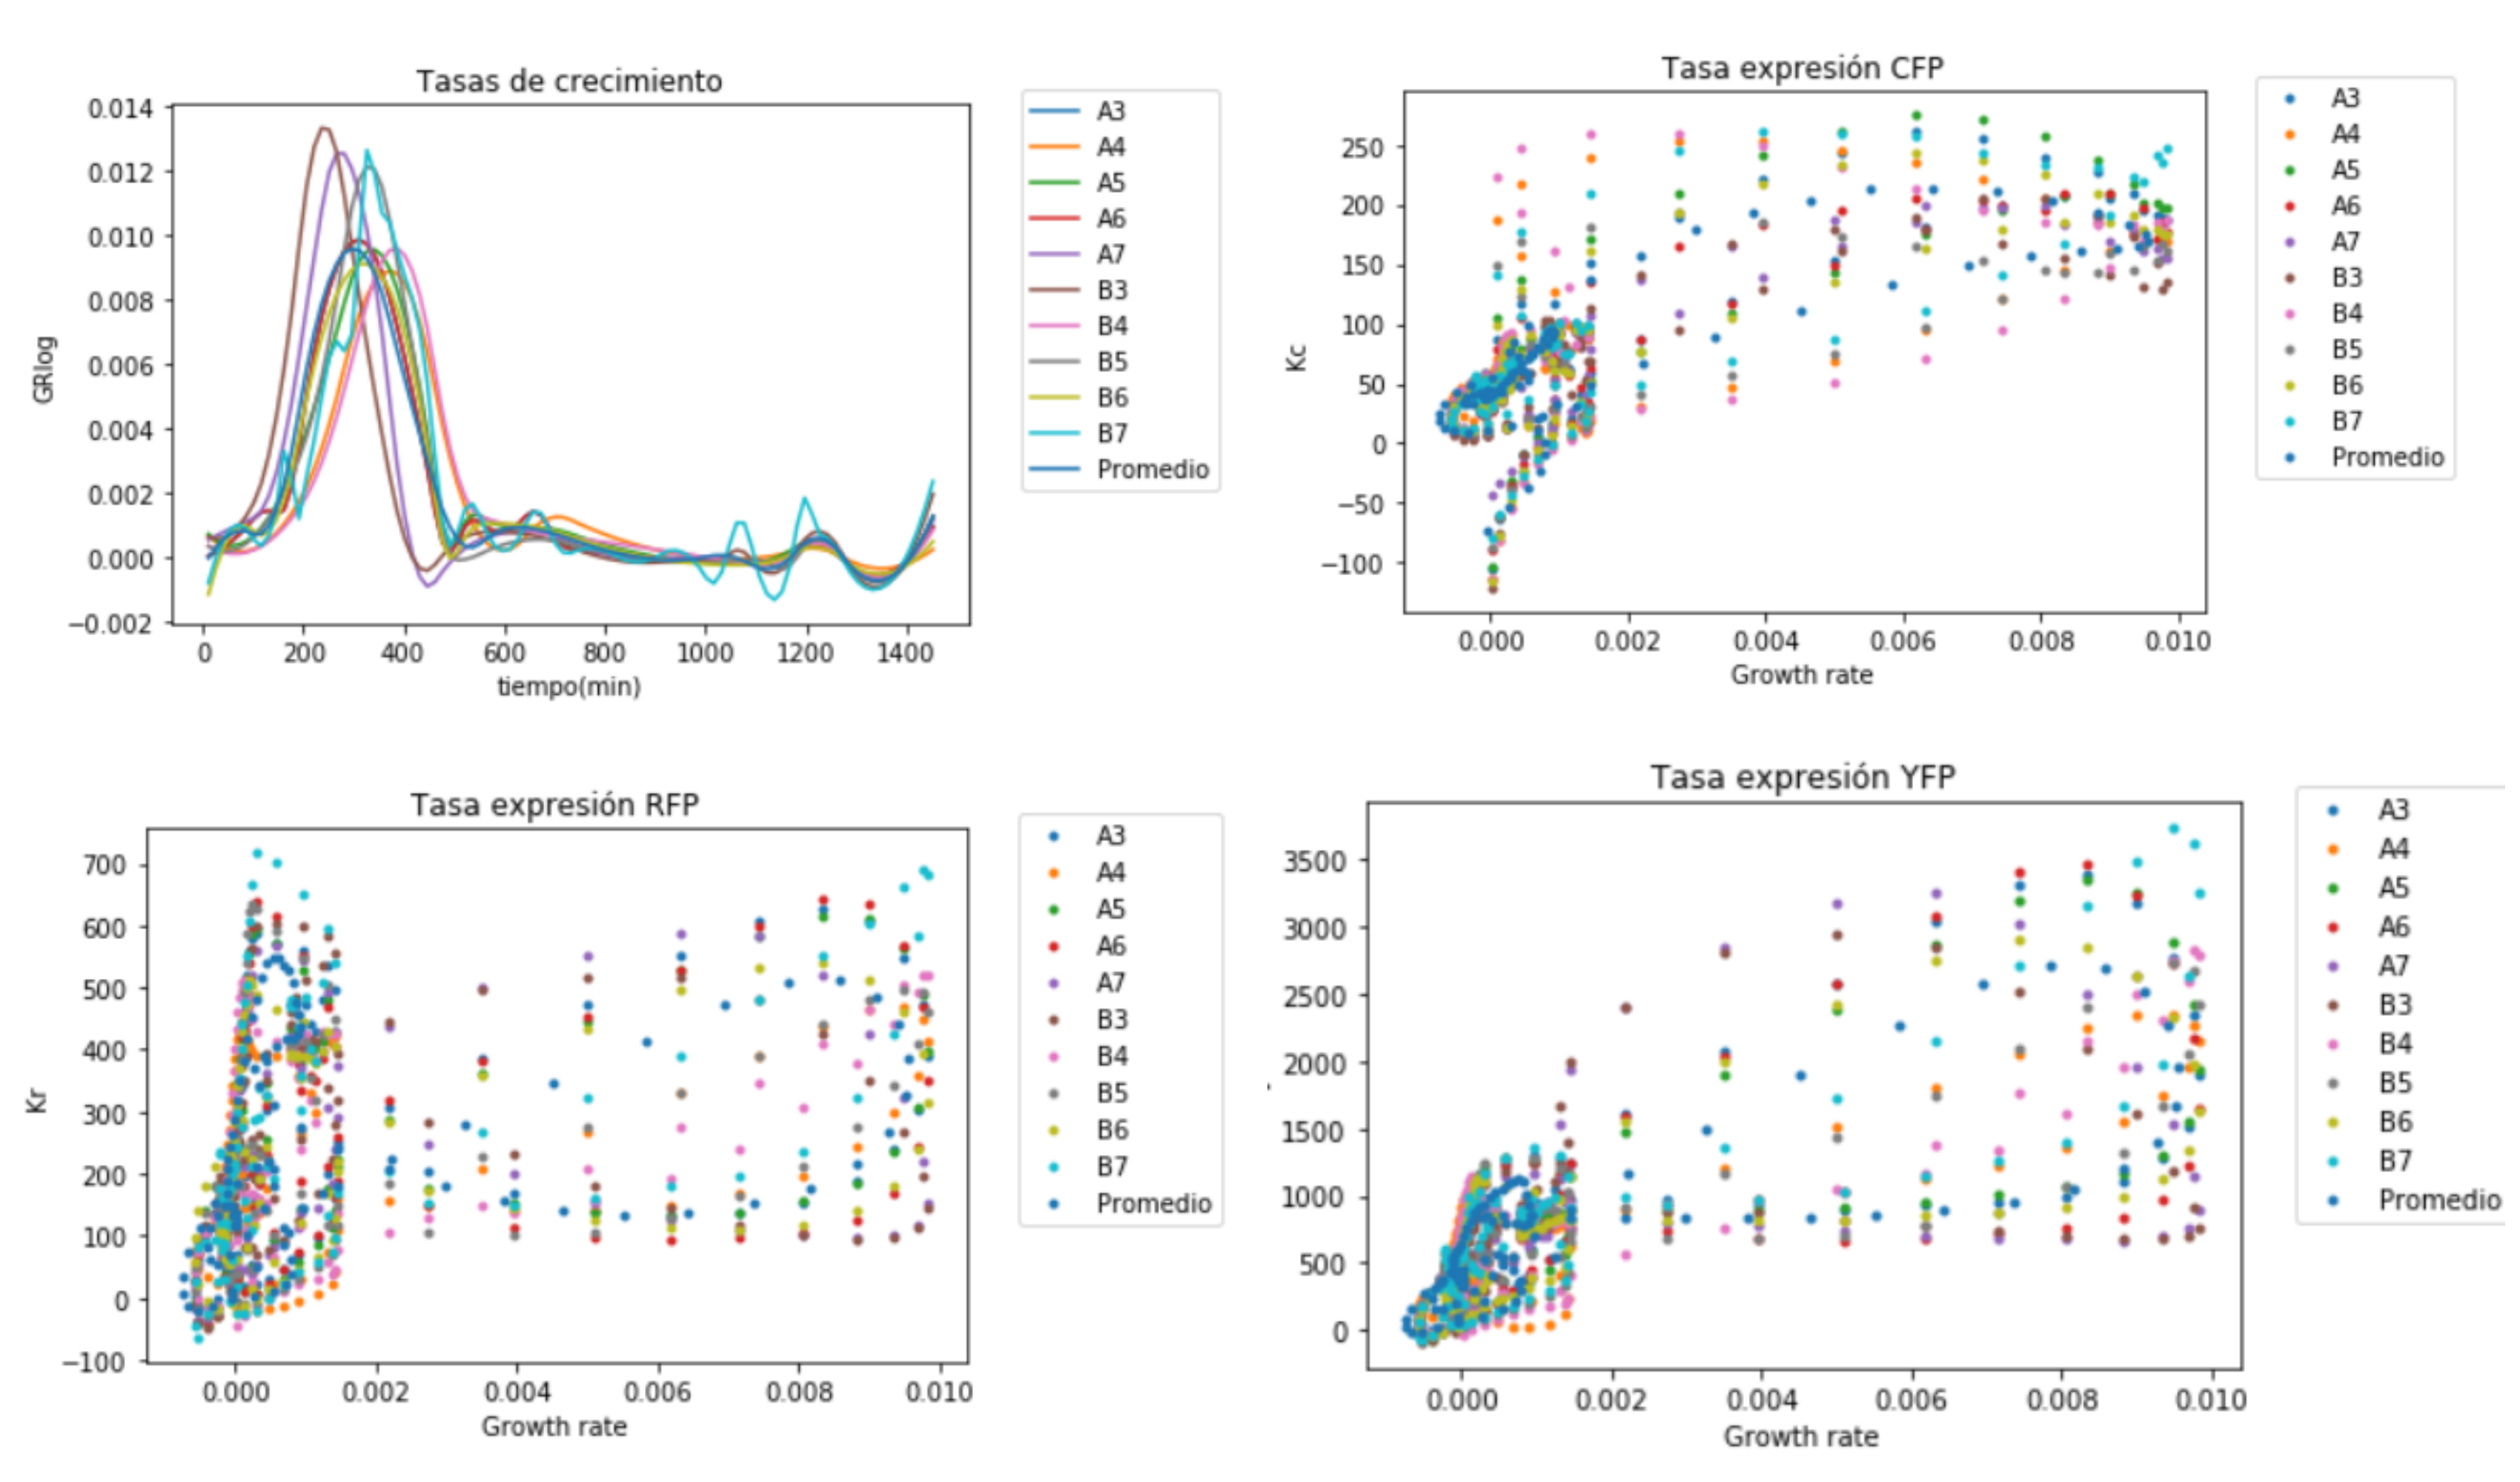 Tasas de crecimiento
0.014
0.012
0.010
0.008
0.006
0.004
0.002
0.000
−0.002
GRlog
0 200 400 600 800 1000 1200 1400
tiempo(min)
A3
A4
A5
A6
A7
B3
B4
B5
B6
B7
Promedio
Tasa expresión CFP
250
200
150
100
50
0
−50
−100
Kc
0.000 0.002 0.004 0.006 0.008 0.010
Growth rate
A3
A4
A5
A6
A7
B3
B4
B5
B6
B7
Promedio
Tasa expresión RFP
700
600
500
400
300
200
100
0
−100
Kr
0.000 0.002 0.004 0.006 0.008 0.010
Growth rate
A3
A4
A5
A6
A7
B3
B4
B5
B6
B7
Promedio
Tasa expresión YFP
3500
3000
2500
2000
1500
1000
500
0
0.000 0.002 0.004 0.006 0.008 0.010
Growth rate
A3
A4
A5
A6
A7
B3
B4
B5
B6
B7
Promedio